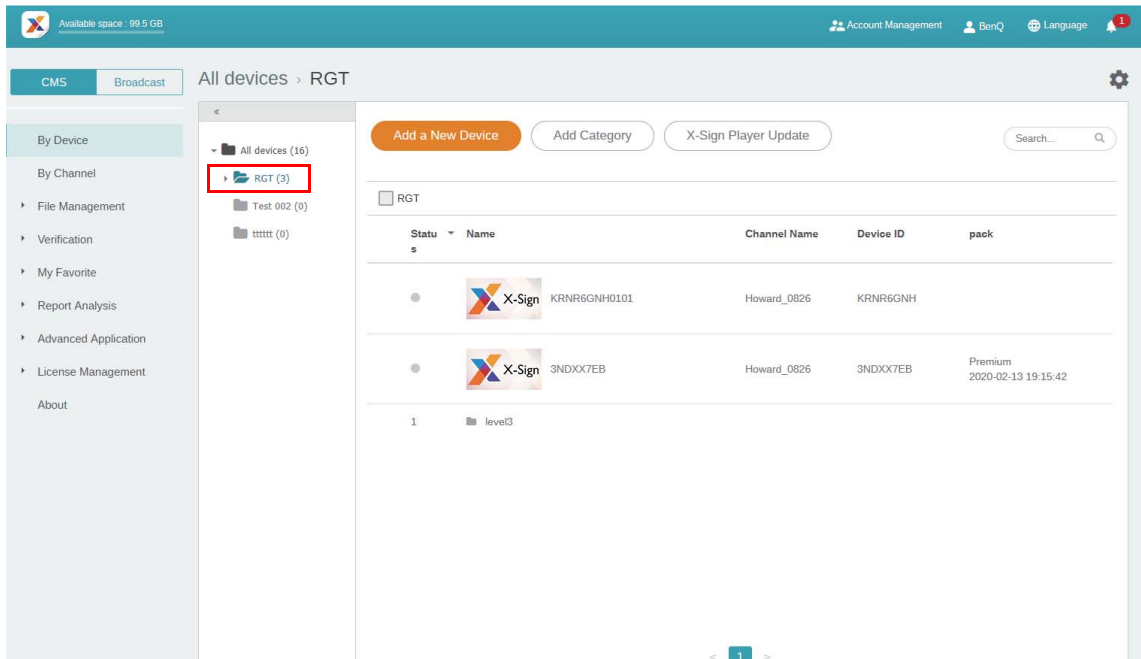 Available space : 99.5 GB
Account Management
BenQ
Language
1
CMS
Broadcast
All devices › RGT
«
By Device
By Channel
File Management
Verification
My Favorite
Report Analysis
Advanced Application
License Management
About
All devices (16)
RGT (3)
Test 002 (0)
tttttt (0)
Add a New Device
Add Category
X-Sign Player Update
Search...
RGT
Status Name Channel Name Device ID pack
X-Sign KRNR6GNH0101 Howard_0826 KRNR6GNH
X-Sign 3NDXX7EB Howard_0826 3NDXX7EB Premium
2020-02-13 19:15:42
1 level3
< 1 >